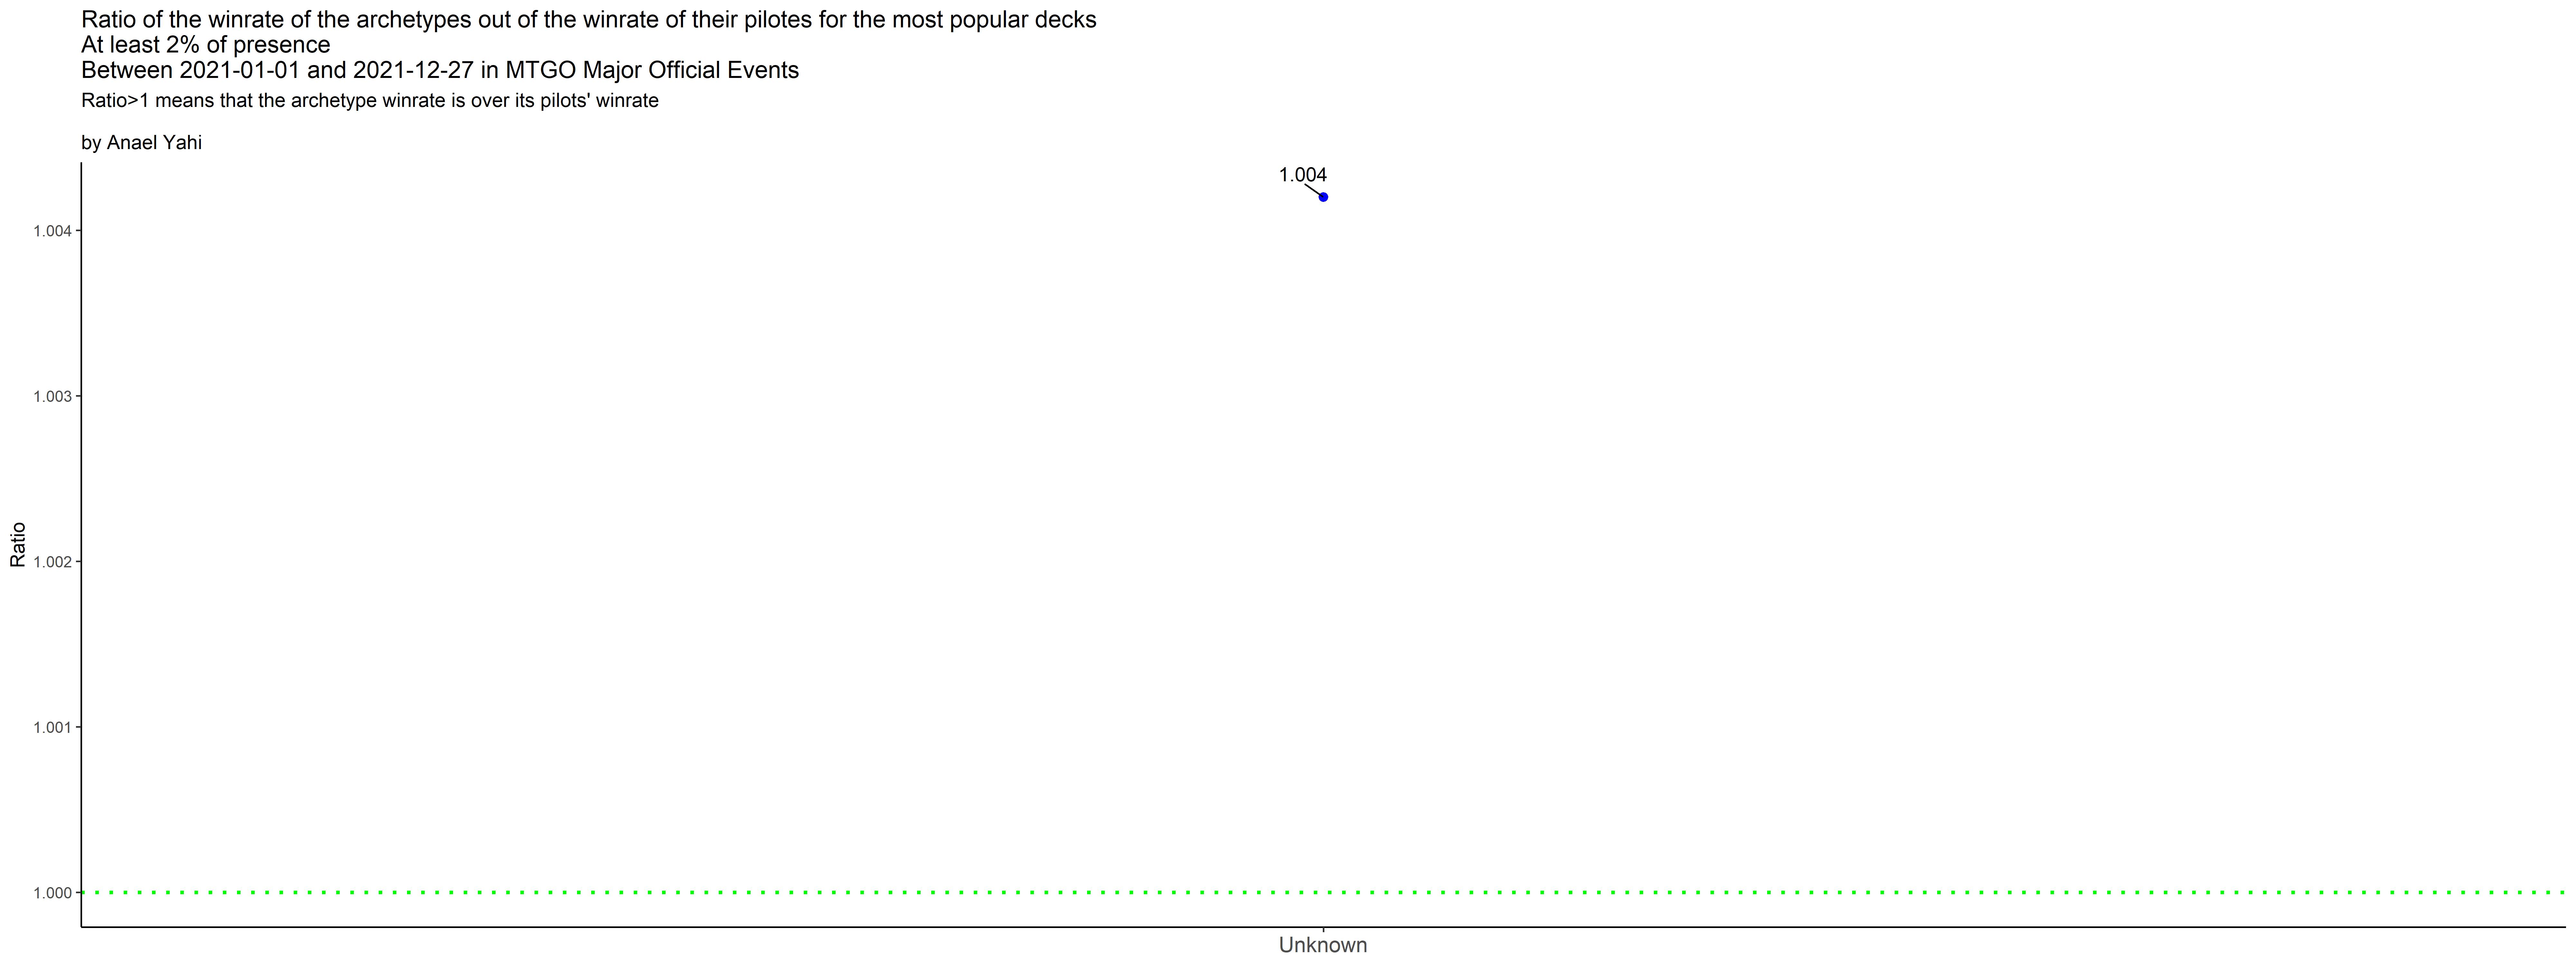 Ratio of the winrate of the archetypes out of the winrate of their pilotes for the most popular decks
At least 2% of presence
Between 2021-01-01 and 2021-12-27 in MTGO Major Official Events
Ratio>1 means that the archetype winrate is over its pilots' winrate
by Anael Yahi
1.004
1.004
1.003
1.002
1.001
1.000
Ratio
Unknown